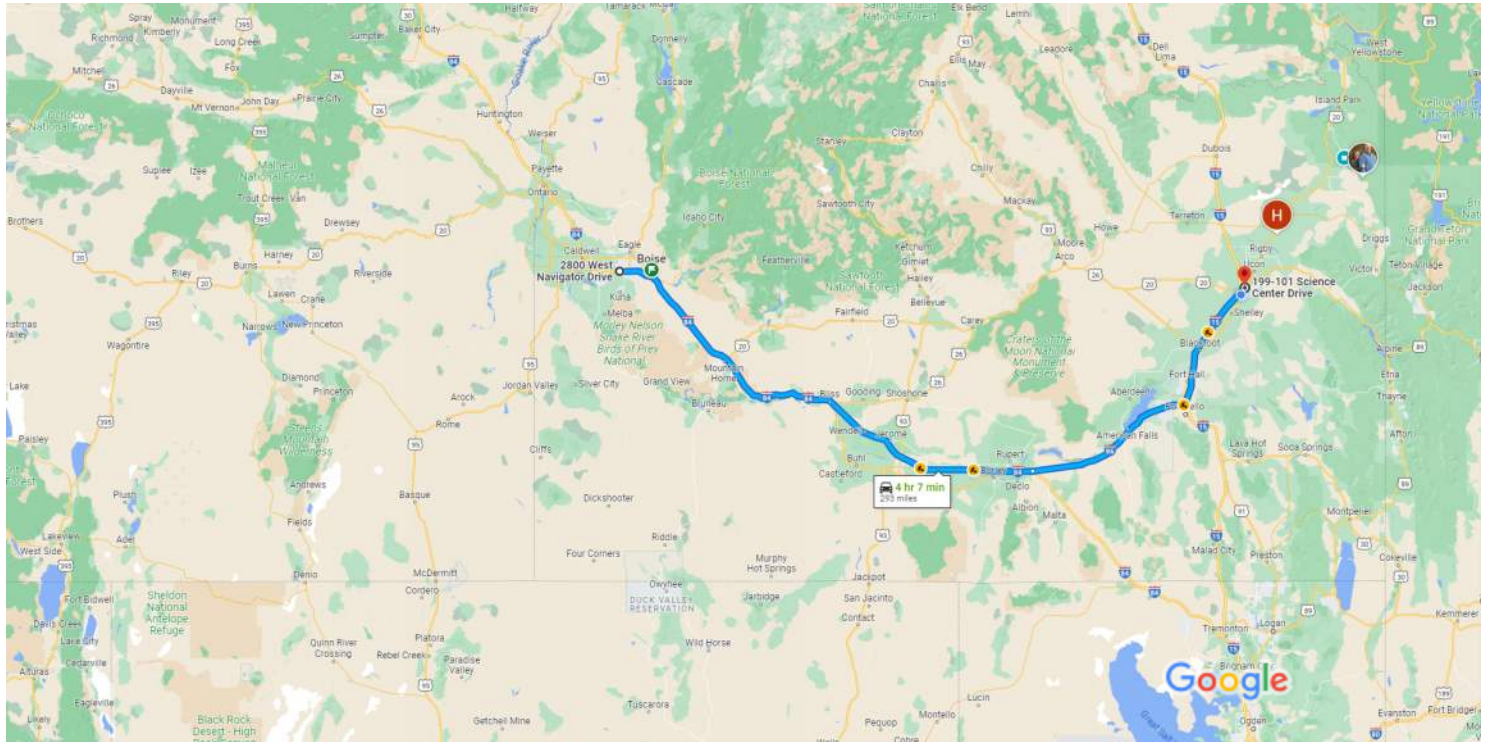 Spray
Monument
Kimberly
Richmond
Long Creek
Fox
Mitchell
Dayville
Mt Vernon
John Day
Prairie City
Sumpter
Baker City
Halfway
Huntington
Weiser
Payette
Ontario
Donnelly
Cascade
Salmon-Challis
National Forest
Elk Bend
Lemhi
Leadore
Ellis
May
Challis
Clayton
Stanley
Chilly
Mackay
Sawtooth City
Dell
Lima
West
Yellowstone
Island Park
Dubois
Ochoco
National Forest
Suplee
Izee
Malheur
National Forest
Trout Creek
Van
Drewsey
Brothers
Riley
Burns
Harney
Riverside
Lawen
Crane
Narrows
New Princeton
Wagontire
Diamond
Princeton
Boise National
Forest
Idaho City
Eagle
Caldwell
Boise
2800 West
Navigator Drive
Kuna
Melba
Morley Nelson
Snake River
Birds of Prey
National
Featherville
Ketchum
Gimlet
Hailey
Bellevue
Sawtooth
National Forest
Fairfield
Carey
Howe
Moore
Arco
Terreton
H
Rigby
Ucon
199-101 Science
Center Drive
Shelley
Driggs
Victor
Teton Village
Grand Teton
National Park
Jackson
Craters of the
Moon National
Monument
& Preserve
Blackfoot
Fort Hall
Aberdeen
American Falls
Alpine
Etna
Thayne
Afton
Jordan Valley
Silver City
Grand View
Mountain
Home
Bruneau
Bliss
Gooding
Shoshone
Wendell
Jerome
Buhl
Castleford
Rupert
Declo
Albion
Malta
Lava Hot
Springs
Soda Springs
Arock
Rome
Cliffs
Paisley
Steens
Mountain
Wilderness
Andrews
Basque
Fields
Dickshooter
4 hr 7 min
293 miles
Plush
Adel
Lakeview
West Side
Riddle
Four Corners
Murphy
Hot Springs
Malad City
Preston
Montpelier
Cokeville
Denio
McDermitt
Cordero
Owyhee
DUCK VALLEY
RESERVATION
Jarbidge
Jackpot
San Jacinto
Contact
Fort Bidwell
Davis Creek
Lake City
Cedarville
Alturas
Eagleville
Likely
Sheldon
National
Antelope
Refuge
Quinn River
Crossing
Rebel Creek
Platora
Paradise
Valley
Wild Horse
Tremonton
Logan
Brigham City
Kemmerer
Google
Black Rock
Desert - High
Getchell Mine
Tuscarora
Lucin
Montello
Pequop
Ogden
Evanston
Fort Bridger